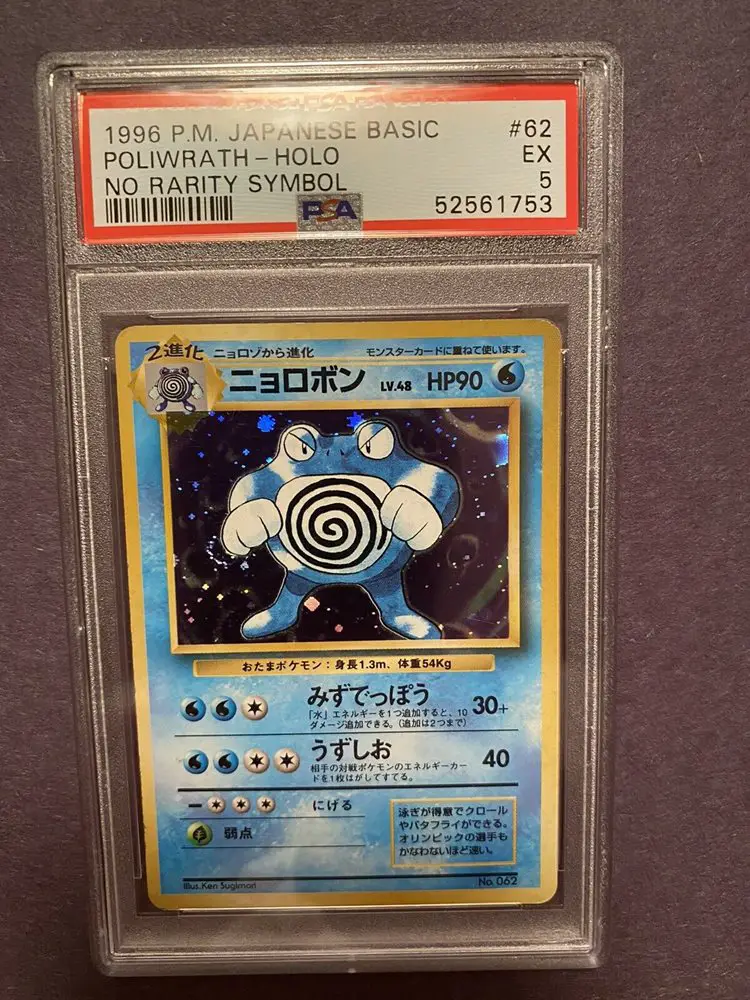 1996 P.M. JAPANESE BASIC #62
POLIWRATH - HOLO EX
NO RARITY SYMBOL 5
PSA 52561753
2進化 ニョロゾから進化 モンスターカードに重ねて使います。
ニョロボン LV.48 HP90
おたまポケモン：身長1.3m、体重54Kg
みずでっぽう 30+
「水」エネルギーを1つ追加すると、10
ダメージ追加できる。（追加は2つまで）
うずしお 40
相手の対戦ポケモンのエネルギーカー
ドを1枚はがしてすてる。
にげる
弱点
泳ぎが得意でクロール
やバタフライができる。
オリンピックの選手も
かなわないほど速い。
Illus.Ken Sugimori No.062